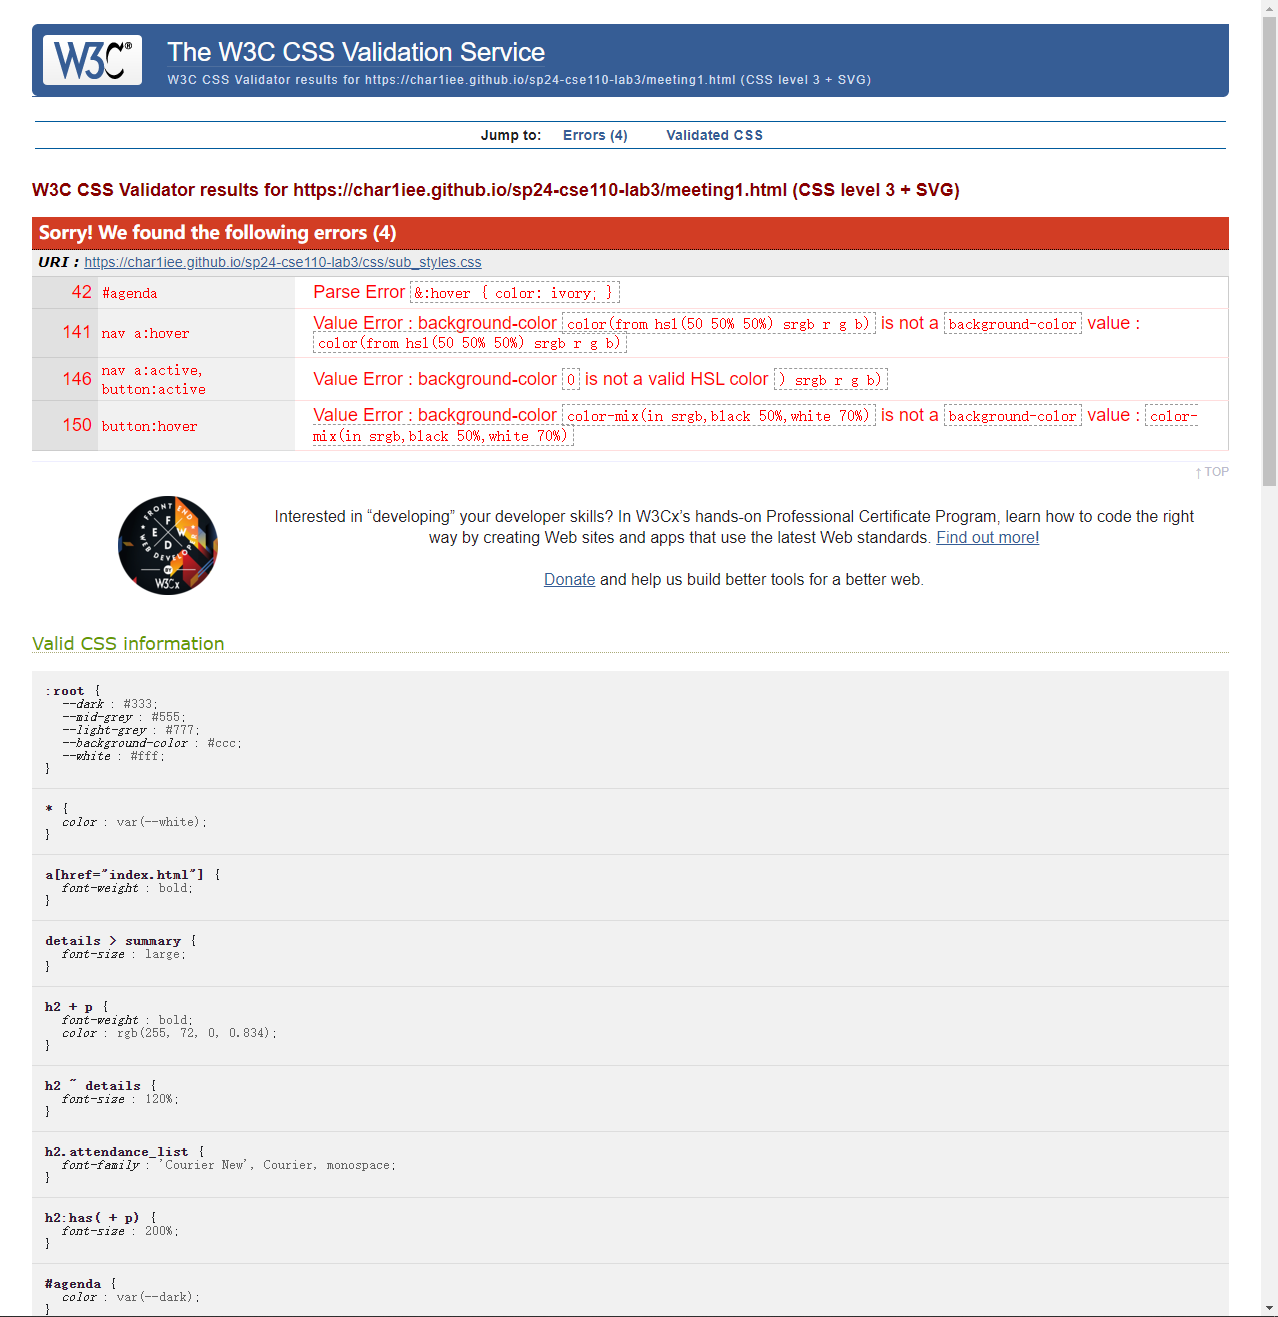 W3C®
The W3C CSS Validation Service
W3C CSS Validator results for https://char1iee.github.io/sp24-cse110-lab3/meeting1.html (CSS level 3 + SVG)
Jump to: Errors (4) Validated CSS
W3C CSS Validator results for https://char1iee.github.io/sp24-cse110-lab3/meeting1.html (CSS level 3 + SVG)
Sorry! We found the following errors (4)
URI : https://char1iee.github.io/sp24-cse110-lab3/css/sub_styles.css
42 #agenda Parse Error &:hover { color: ivory; }
141 nav a:hover Value Error : background-color color(from hsl(50 50% 50%) srgb r g b) is not a background-color value :
color(from hsl(50 50% 50%) srgb r g b)
146 nav a:active,
button:active Value Error : background-color 0 is not a valid HSL color ) srgb r g b)
150 button:hover Value Error : background-color color-mix(in srgb,black 50%,white 70%) is not a background-color value : color-
mix(in srgb,black 50%,white 70%)
↑ TOP
FRONT END
E F W D
WEB DEVELOPER
BY
W3Cx
Interested in “developing” your developer skills? In W3Cx’s hands-on Professional Certificate Program, learn how to code the right
way by creating Web sites and apps that use the latest Web standards. Find out more!
Donate and help us build better tools for a better web.
Valid CSS information
:root {
--dark : #333;
--mid-grey : #555;
--light-grey : #777;
--background-color : #ccc;
--white : #fff;
}
* {
color : var(--white);
}
a[href="index.html"] {
font-weight : bold;
}
details > summary {
font-size : large;
}
h2 + p {
font-weight : bold;
color : rgb(255, 72, 0, 0.834);
}
h2 ~ details {
font-size : 120%;
}
h2.attendance_list {
font-family : 'Courier New', Courier, monospace;
}
h2:has( + p) {
font-size : 200%;
}
#agenda {
color : var(--dark);
}